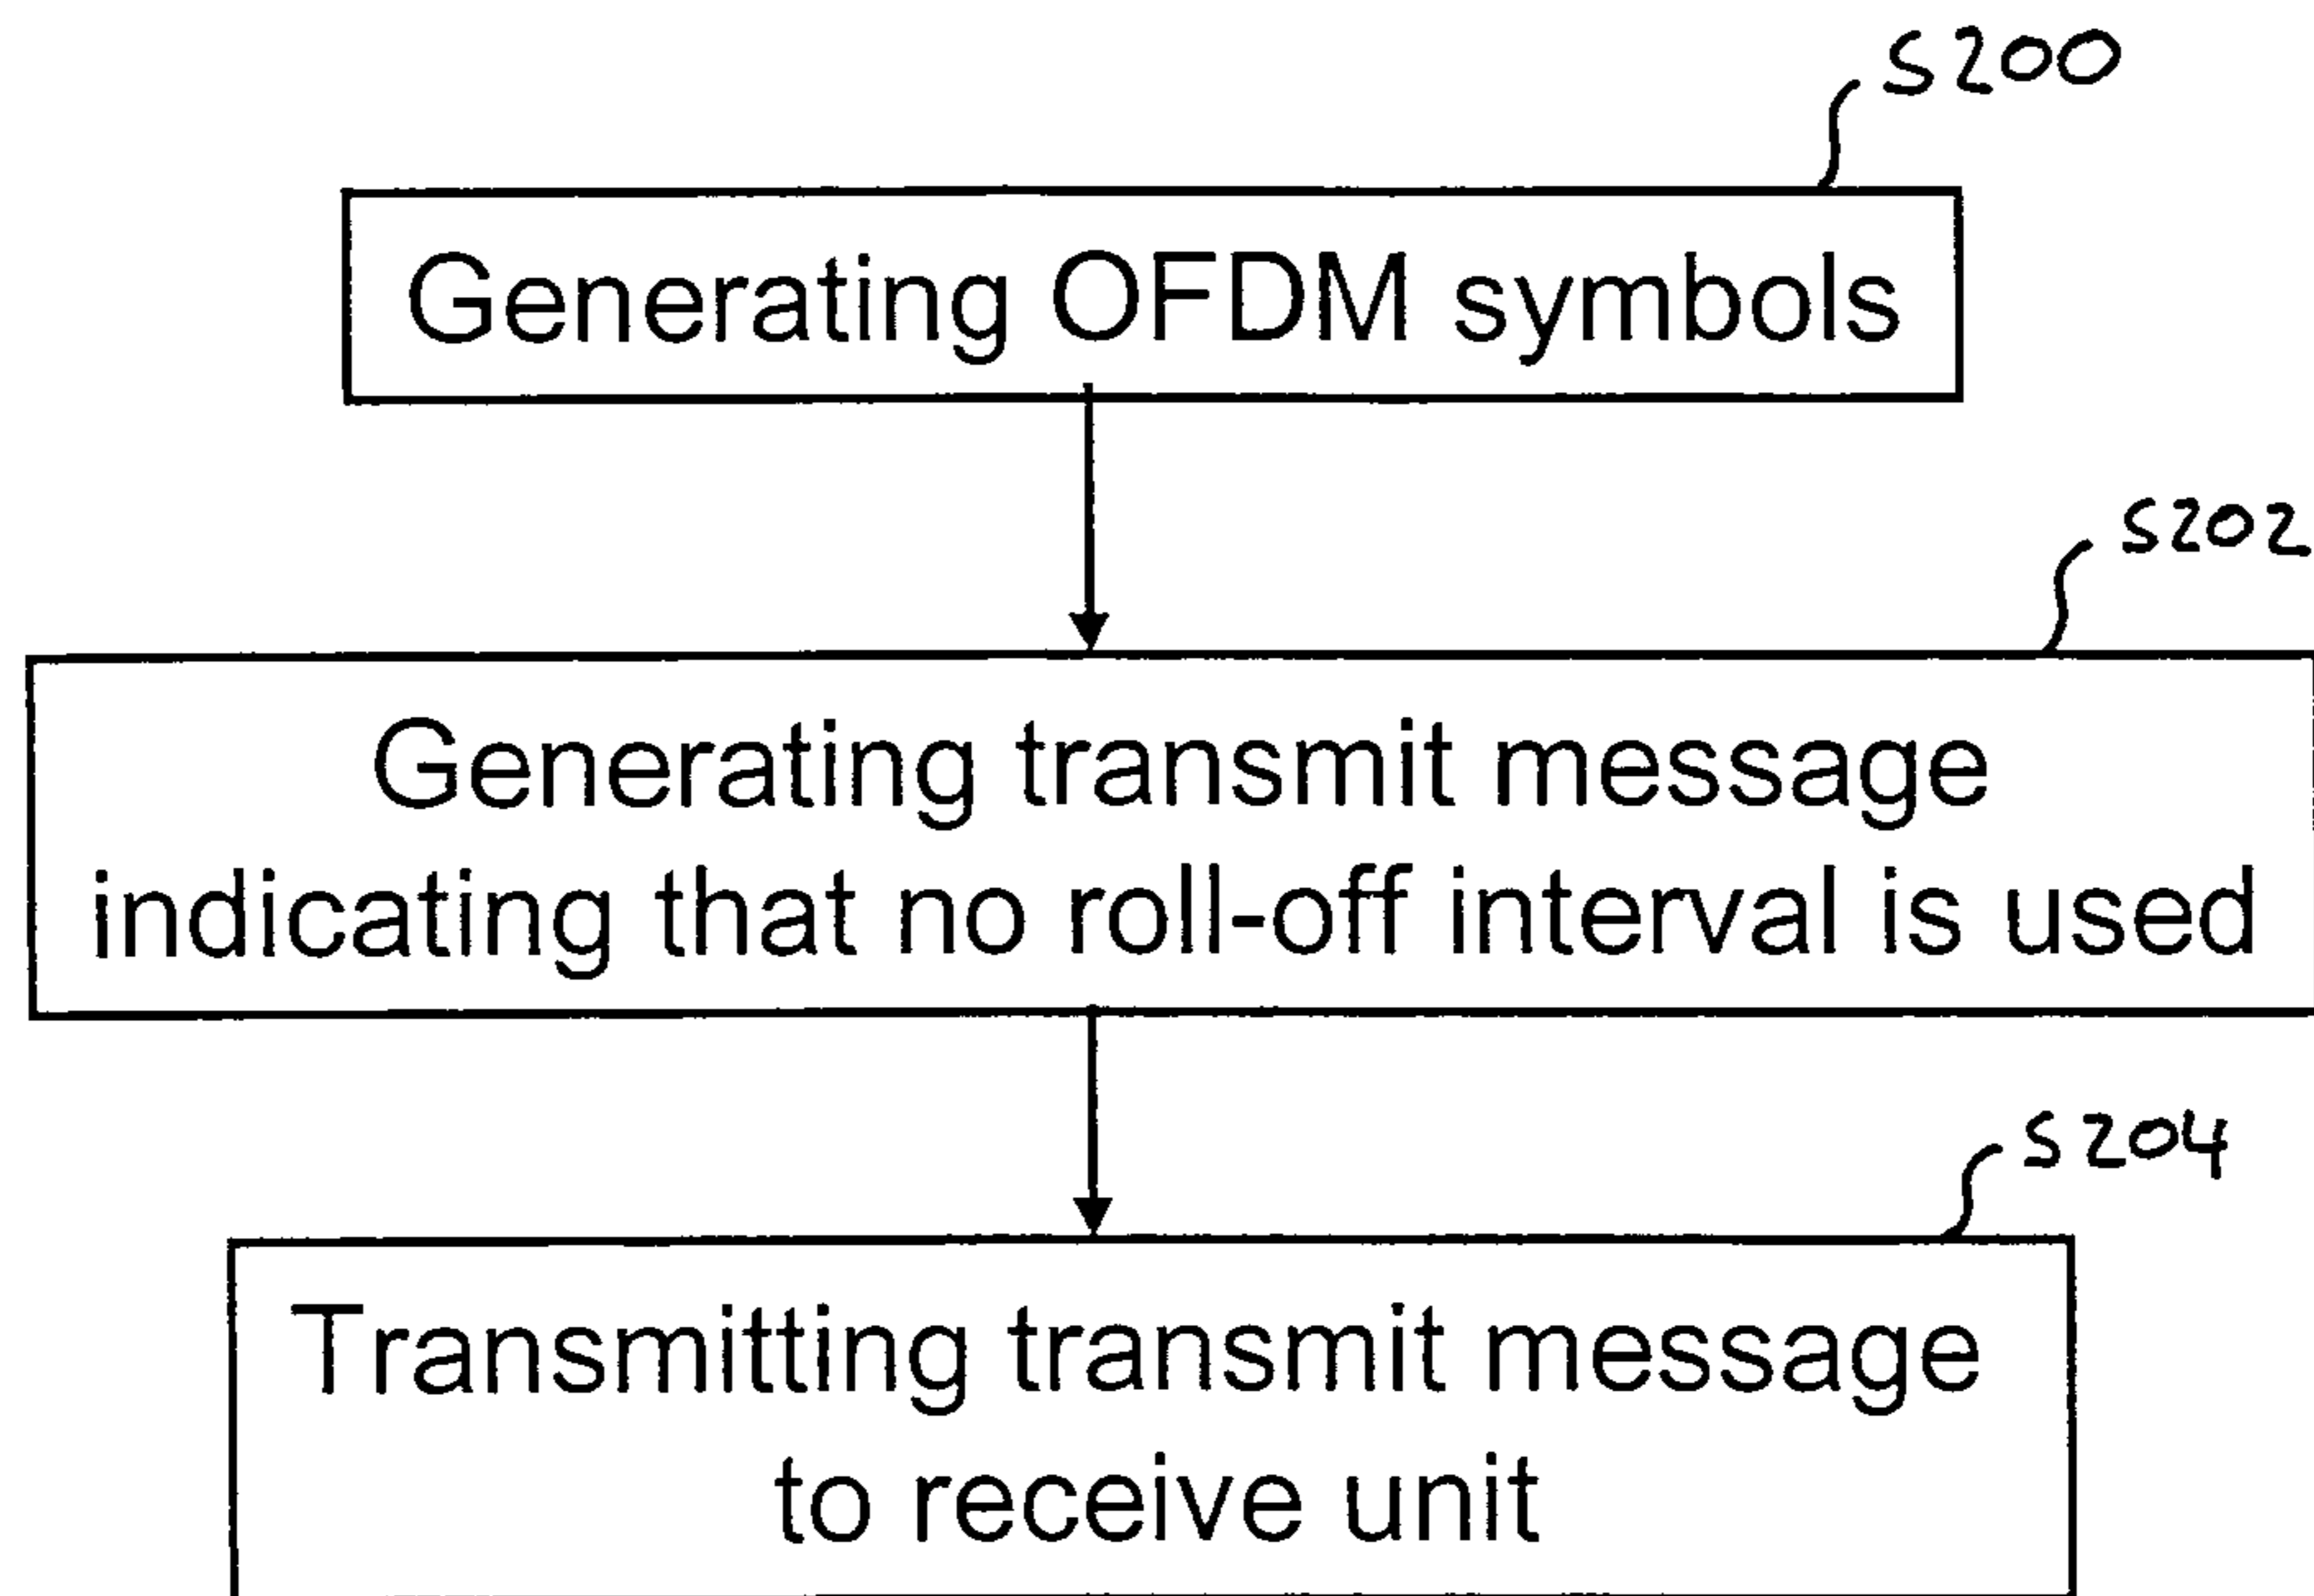 S200
Generating OFDM symbols
S202
Generating transmit message
indicating that no roll-off interval is used
S204
Transmitting transmit message
to receive unit